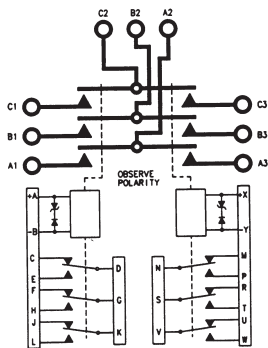 C2 B2 A2
C1 C3
B1 B3
A1 A3
OBSERVE
POLARITY
+A +X
-B -Y
C D N M
E P
F R
G S
H T
J U
K V
L W